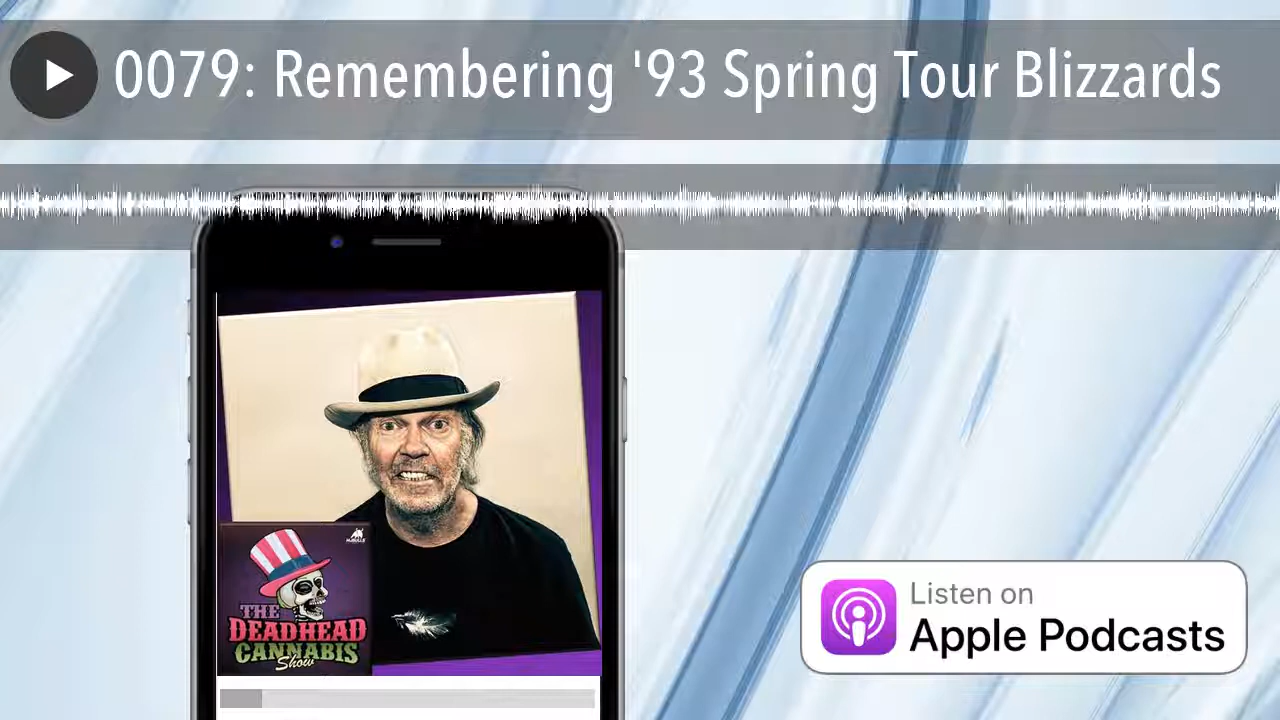 0079: Remembering '93 Spring Tour Blizzards
THE
DEADHEAD
CANNABIS
Show
Listen on
Apple Podcasts